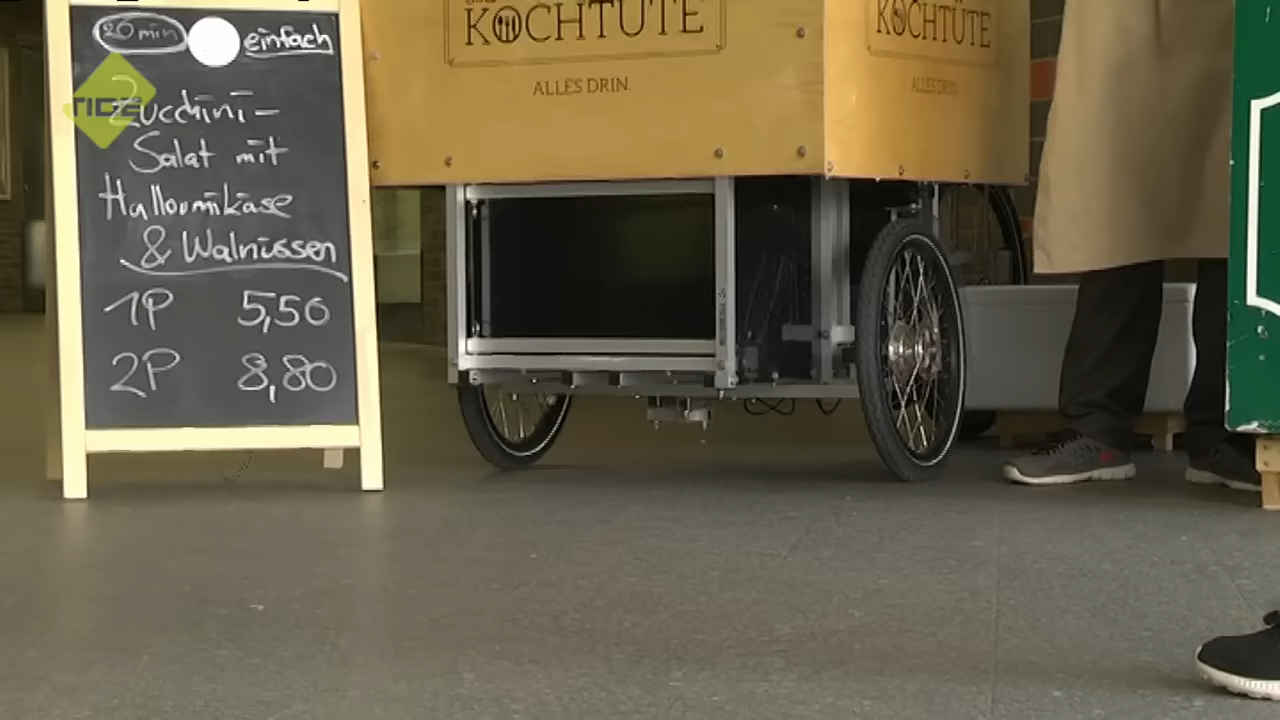 20 min einfach
TIDE
Zucchini-
Salat mit
Halloumikäse
& Walnüssen
1P 5,50
2P 8,80
KOCHTÜTE
ALLES DRIN.
KOCHTÜTE
ALLES DRIN.